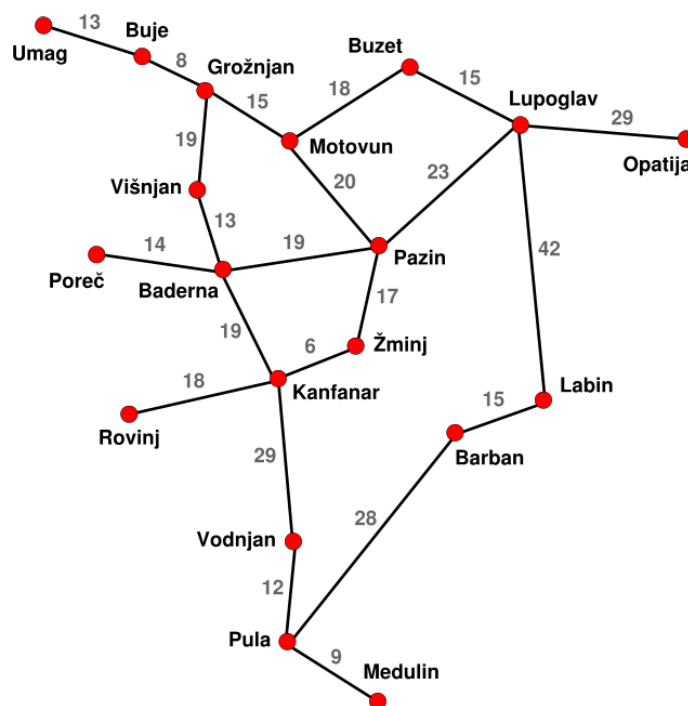 13
Umag
Buje
8
Grožnjan
Buzet
18
15
15
Lupoglav
29
Opatija
Motovun
19
Višnjan
20
23
13
19
14
Poreč
Baderna
Pazin
42
17
19
6
Žminj
18
Kanfanar
Rovinj
15
Labin
Barban
29
28
Vodnjan
12
Pula
9
Medulin